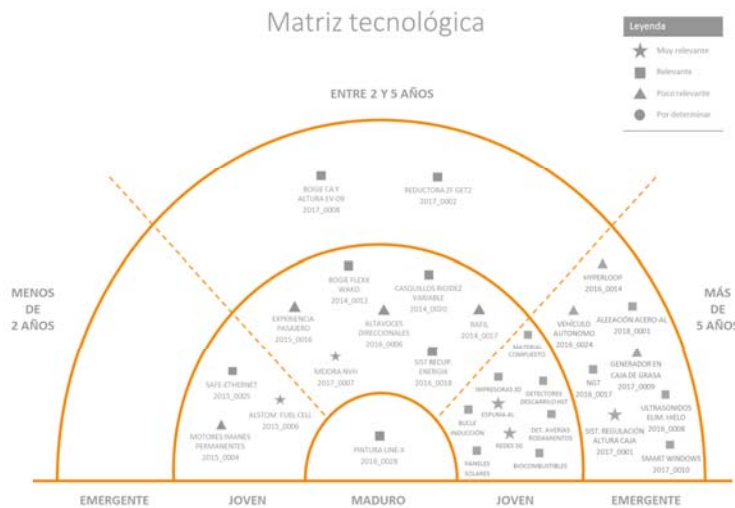 Matriz tecnológica
Leyenda
Muy relevante
Relevante
Poco relevante
Por determinar
ENTRE 2 Y 5 AÑOS
BOGIE CA Y
ALTURA EV-09
2017_0008
REDUCTORA ZF GET2
2017_0002
MENOS
DE
2 AÑOS
MÁS
DE
5 AÑOS
BOGIE FLEXX
WAKO
2014_0012
CASQUILLOS RIGIDEZ
VARIABLE
2014_0020
EXPERIENCIA
PASAJERO
2015_0016
ALTAVOCES
DIRECCIONALES
2016_0006
RAFIL
2014_0017
MEJORA NVH
2017_0007
SIST RECUP.
ENERGIA
2016_0018
SAFE-ETHERNET
2015_0005
ALSTOM FUEL CELL
2015_0006
MOTORES IMANES
PERMANENTES
2015_0004
PINTURA LINE-X
2016_0028
HYPERLOOP
2016_0014
VEHÍCULO
AUTONOMO
2016_0024
ALEACIÓN ACERO-AL
2018_0001
MATERIAL
COMPUESTO
GENERADOR EN
CAJA DE GRASA
2017_0009
NGT
2016_0017
IMPRESORAS 3D
DETECTORES
DESCARRILO HST
ESPUMA AL
ULTRASONIDOS
ELIM. HIELO
2016_0008
BUCLE
INDUCCIÓN
DET. AVERÍAS
RODAMIENTOS
SIST. REGULACIÓN
ALTURA CAJA
2017_0001
REDES 5G
PANELES
SOLARES
BIOCOMBUSTIBLES
SMART WINDOWS
2017_0010
EMERGENTE
JOVEN
MADURO
JOVEN
EMERGENTE